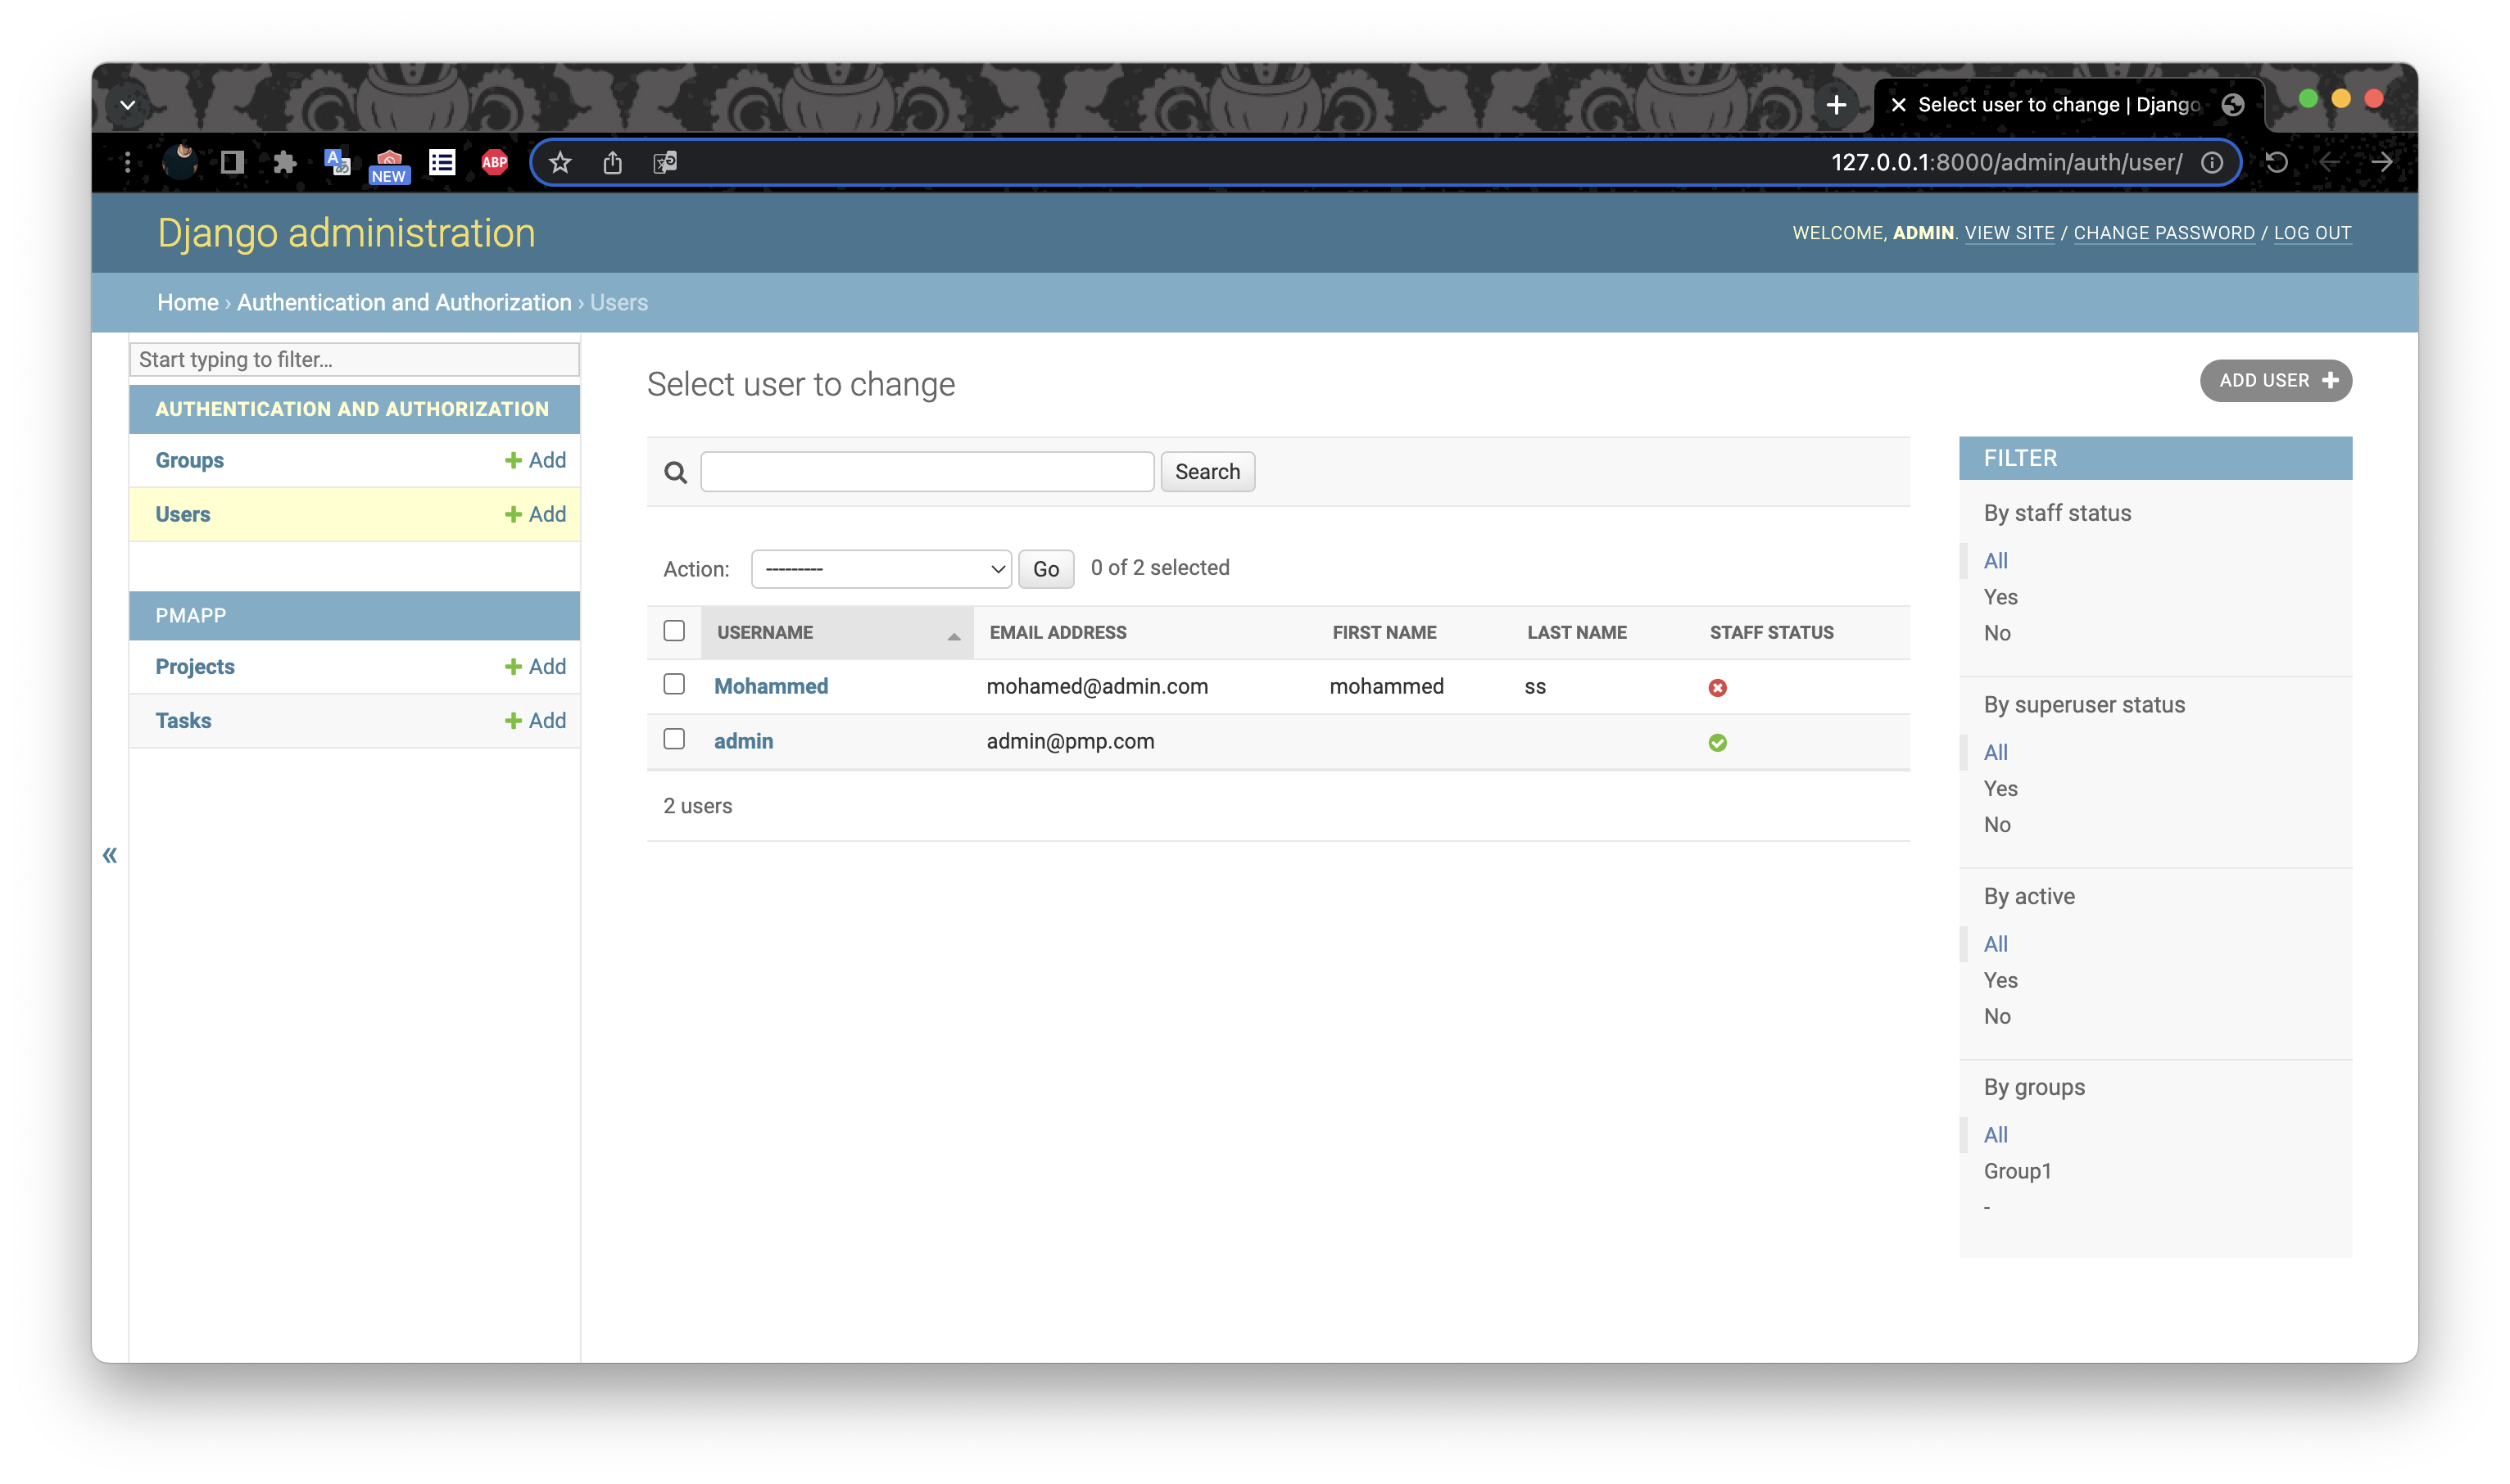 Select user to change | Django
NEW
ABP
127.0.0.1:8000/admin/auth/user/
Django administration
WELCOME, ADMIN. VIEW SITE / CHANGE PASSWORD / LOG OUT
Home › Authentication and Authorization › Users
Start typing to filter...
AUTHENTICATION AND AUTHORIZATION
Groups + Add
Users + Add
PMAPP
Projects + Add
Tasks + Add
«
Select user to change
ADD USER +
Search
Action: --------- Go 0 of 2 selected
USERNAME EMAIL ADDRESS FIRST NAME LAST NAME STAFF STATUS
Mohammed mohamed@admin.com mohammed ss
admin admin@pmp.com
2 users
FILTER
By staff status
All
Yes
No
By superuser status
All
Yes
No
By active
All
Yes
No
By groups
All
Group1
-